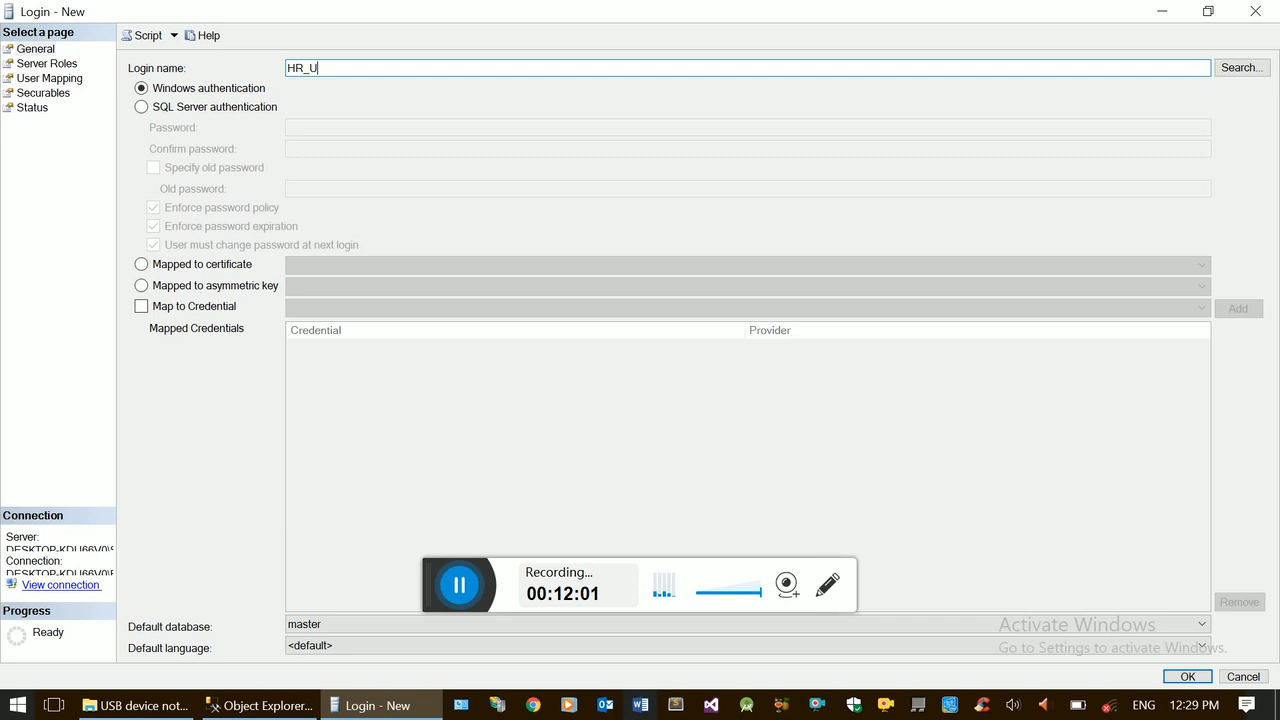 Login - New
Select a page
General
Server Roles
User Mapping
Securables
Status
Script
Help
Login name:
HR_U
Search...
Windows authentication
SQL Server authentication
Password:
Confirm password:
Specify old password
Old password:
Enforce password policy
Enforce password expiration
User must change password at next login
Mapped to certificate
Mapped to asymmetric key
Map to Credential
Add
Mapped Credentials
Credential
Provider
Connection
Server:
Connection:
View connection
Progress
Ready
Recording...
00:12:01
Remove
Default database:
master
Default language:
<default>
Activate Windows
Go to Settings to activate Windows.
OK
Cancel
USB device not...
Object Explorer...
Login - New
ENG
12:29 PM